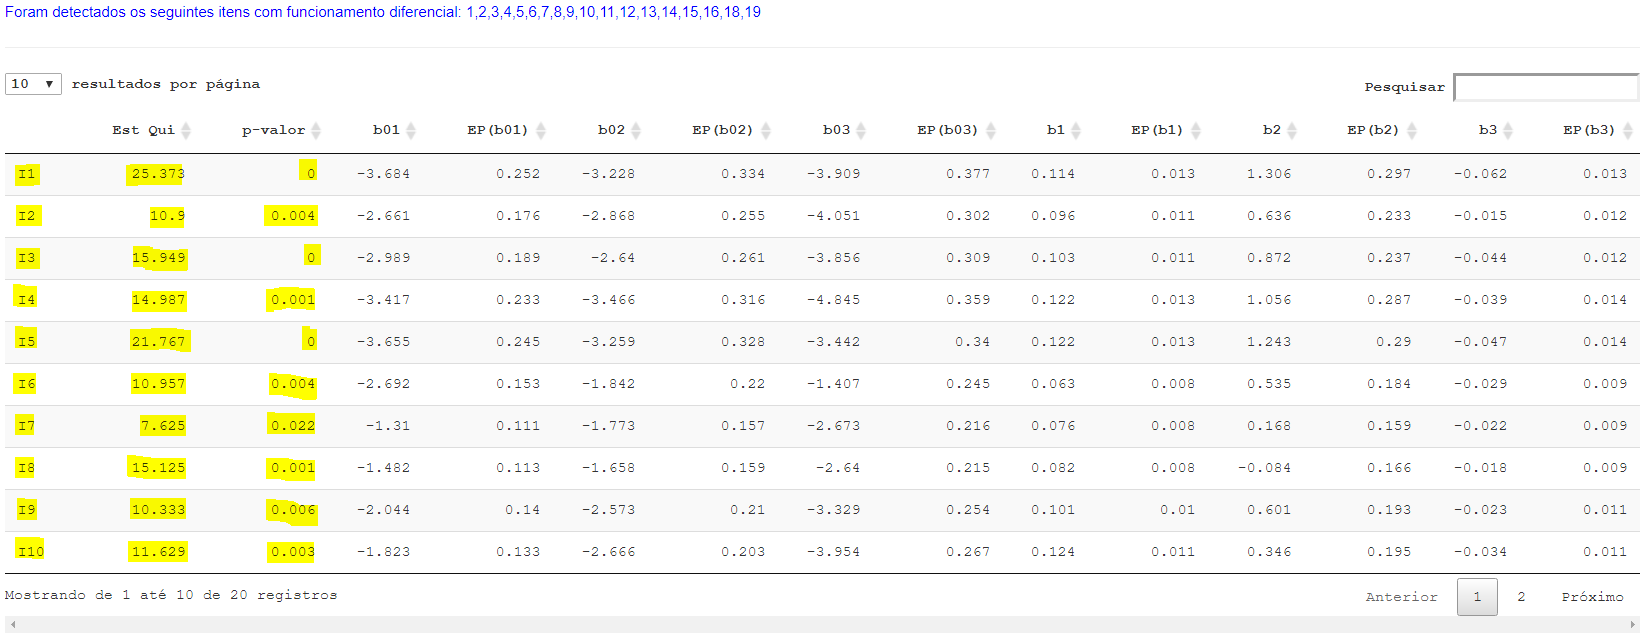 Foram detectados os seguintes itens com funcionamento diferencial: 1,2,3,4,5,6,7,8,9,10,11,12,13,14,15,16,18,19
10 resultados por página Pesquisar
Est Qui p-valor b01 EP(b01) b02 EP(b02) b03 EP(b03) b1 EP(b1) b2 EP(b2) b3 EP(b3)
I1 25.373 0 -3.684 0.252 -3.228 0.334 -3.909 0.377 0.114 0.013 1.306 0.297 -0.062 0.013
I2 10.9 0.004 -2.661 0.176 -2.868 0.255 -4.051 0.302 0.096 0.011 0.636 0.233 -0.015 0.012
I3 15.949 0 -2.989 0.189 -2.64 0.261 -3.856 0.309 0.103 0.011 0.872 0.237 -0.044 0.012
I4 14.987 0.001 -3.417 0.233 -3.466 0.316 -4.845 0.359 0.122 0.013 1.056 0.287 -0.039 0.014
I5 21.767 0 -3.655 0.245 -3.259 0.328 -3.442 0.34 0.122 0.013 1.243 0.29 -0.047 0.014
I6 10.957 0.004 -2.692 0.153 -1.842 0.22 -1.407 0.245 0.063 0.008 0.535 0.184 -0.029 0.009
I7 7.625 0.022 -1.31 0.111 -1.773 0.157 -2.673 0.216 0.076 0.008 0.168 0.159 -0.022 0.009
I8 15.125 0.001 -1.482 0.113 -1.658 0.159 -2.64 0.215 0.082 0.008 -0.084 0.166 -0.018 0.009
I9 10.333 0.006 -2.044 0.14 -2.573 0.21 -3.329 0.254 0.101 0.01 0.601 0.193 -0.023 0.011
I10 11.629 0.003 -1.823 0.133 -2.666 0.203 -3.954 0.267 0.124 0.011 0.346 0.195 -0.034 0.011
Mostrando de 1 até 10 de 20 registros Anterior 1 2 Próximo